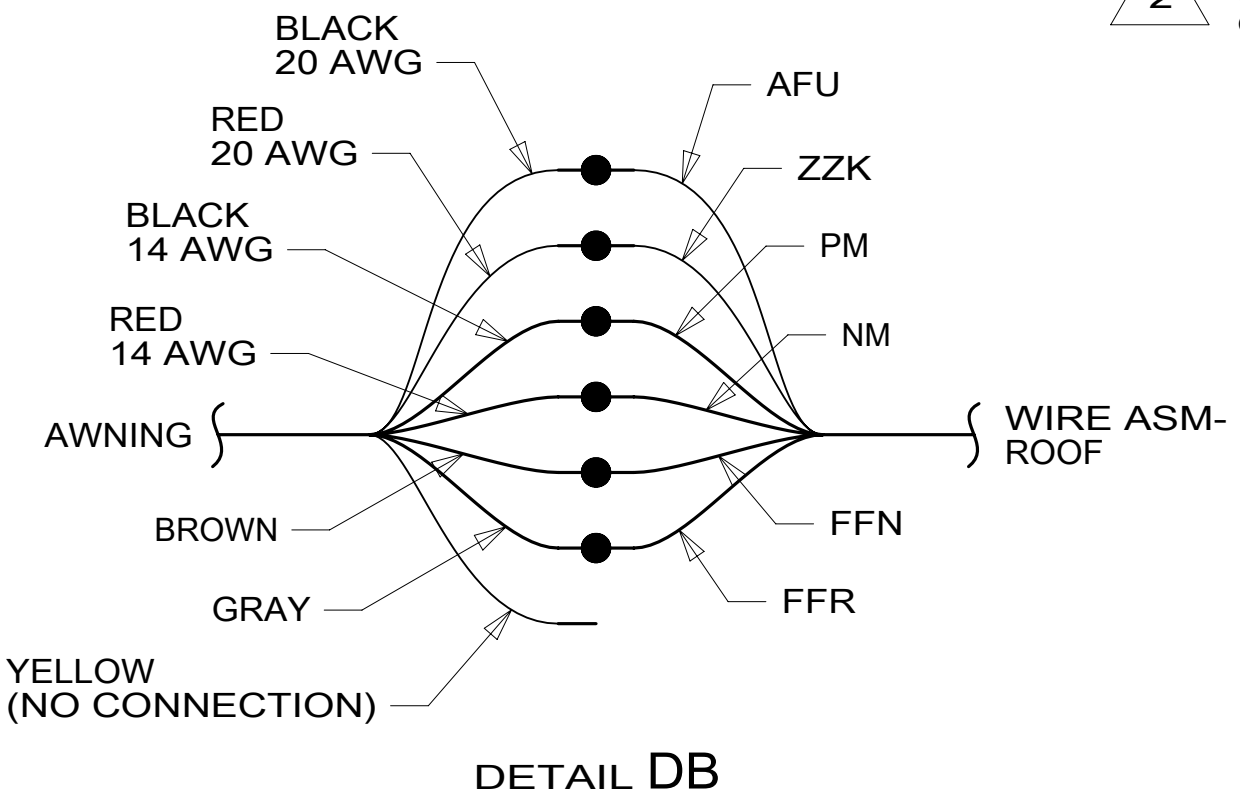 2
BLACK
20 AWG
AFU
RED
20 AWG
ZZK
BLACK
14 AWG
PM
RED
14 AWG
NM
AWNING
WIRE ASM-
ROOF
BROWN
FFN
GRAY
FFR
YELLOW
(NO CONNECTION)
DETAIL DB